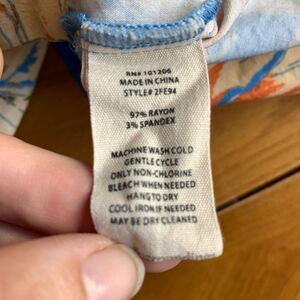 RN# 101206
MADE IN CHINA
STYLE# 2FE94
97% RAYON
3% SPANDEX
MACHINE WASH COLD
GENTLE CYCLE
ONLY NON-CHLORINE
BLEACH WHEN NEEDED
HANG TO DRY
COOL IRON IF NEEDED
MAY BE DRY CLEANED